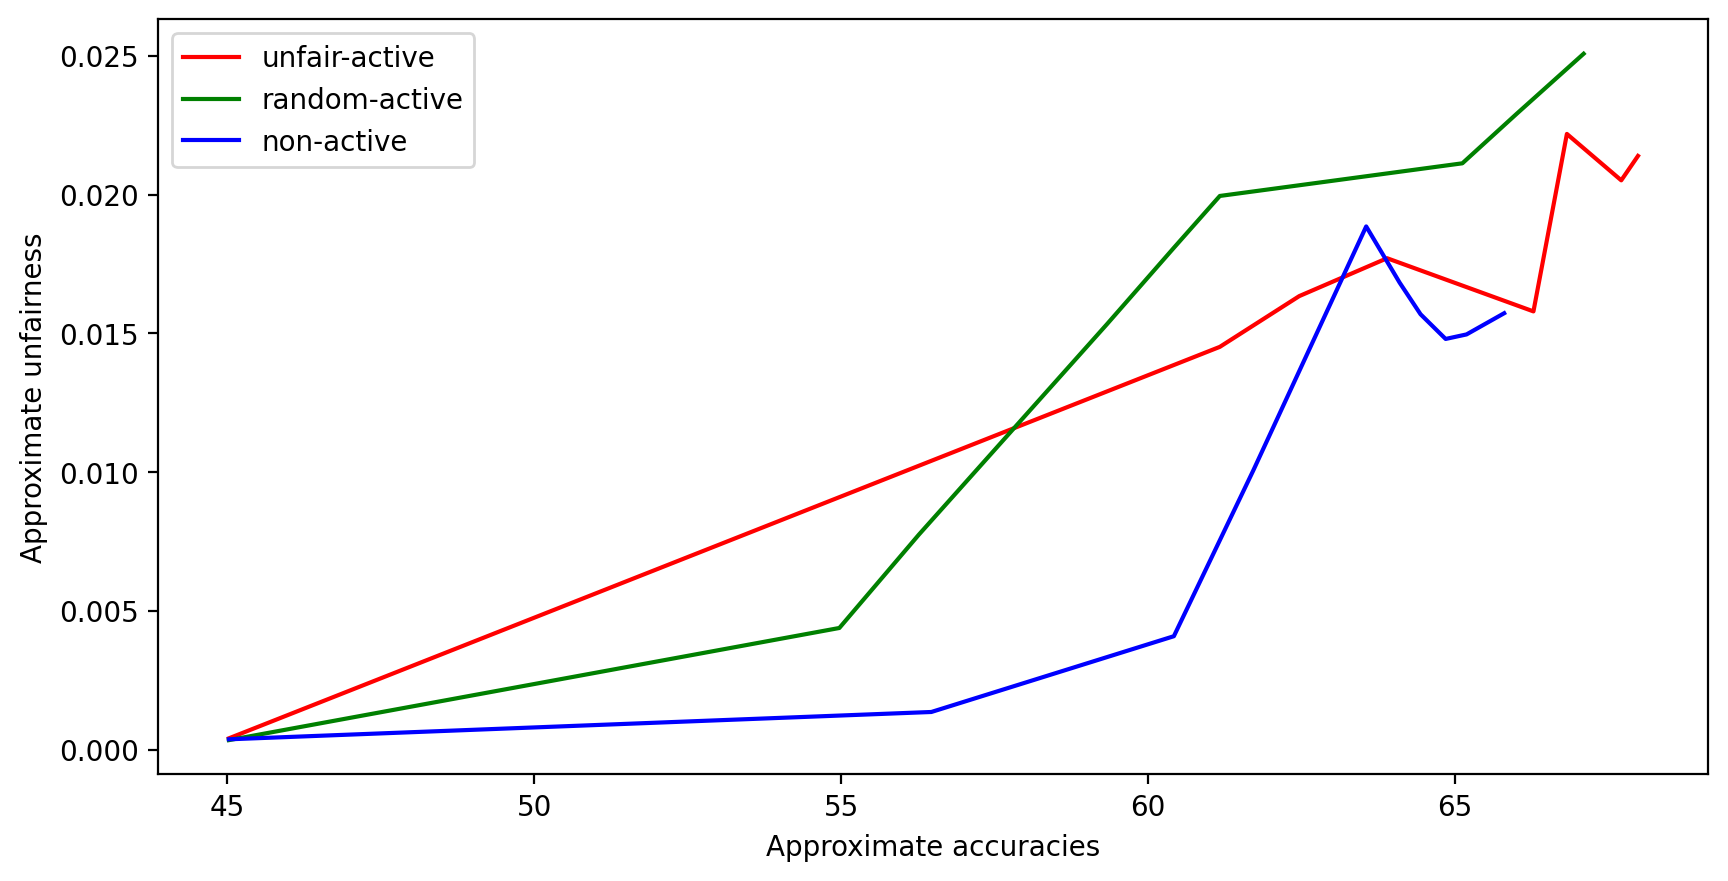 unfair-active
random-active
non-active
0.025
0.020
0.015
0.010
0.005
0.000
Approximate unfairness
45 50 55 60 65
Approximate accuracies